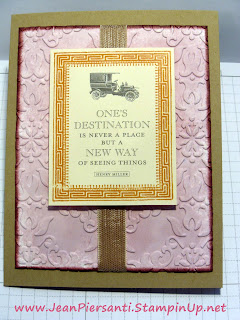 ONE'S
DESTINATION
IS NEVER A PLACE
BUT A
NEW WAY
OF SEEING THINGS
HENRY MILLER
www.JeanPiersanti.StampinUp.net